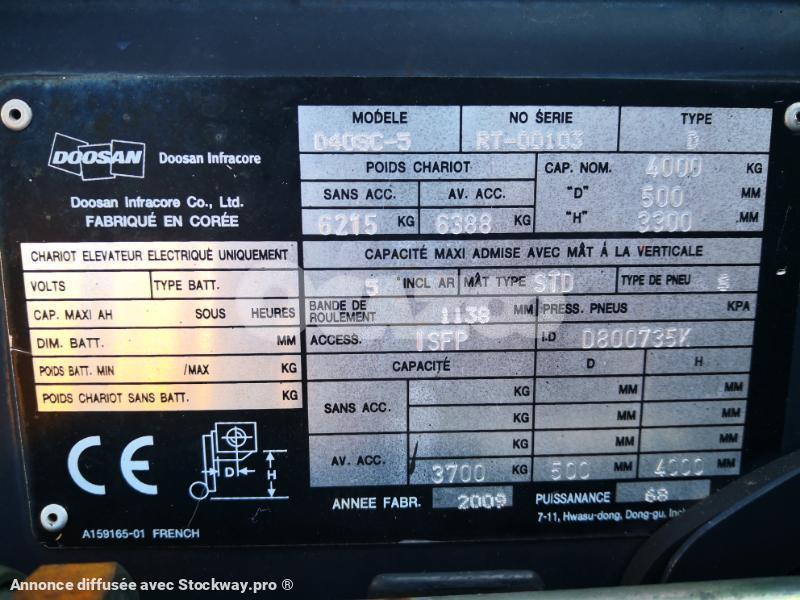 DOOSAN Doosan Infracore
Doosan Infracore Co., Ltd.
FABRIQUÉ EN CORÉE
MODÈLE NO SÉRIE TYPE
D40SC-5 RT-00103 D
POIDS CHARIOT
SANS ACC. AV. ACC.
6215 KG 6388 KG
CAP. NOM. 4000 KG
"D" 500 MM
"H" 3300 MM
CHARIOT ELEVATEUR ELECTRIQUE UNIQUEMENT
VOLTS TYPE BATT.
CAP. MAXI AH SOUS HEURES
DIM. BATT. MM
POIDS BATT. MIN /MAX KG
POIDS CHARIOT SANS BATT. KG
CAPACITÉ MAXI ADMISE AVEC MÂT À LA VERTICALE
5 ° INCL AR MÂT TYPE STD TYPE DE PNEU
BANDE DE ROULEMENT 1138 MM PRESS. PNEUS KPA
ACCESS. ISFP I.D D800735K
CAPACITÉ D H
SANS ACC. KG MM MM
KG MM MM
AV. ACC. KG MM MM
3700 KG 500 MM 4000 MM
ANNEE FABR. 2009 PUISSANANCE 68
7-11, Hwasu-dong, Dong-gu,
CE
D H
A159165-01 FRENCH
Annonce diffusée avec Stockway.pro ®